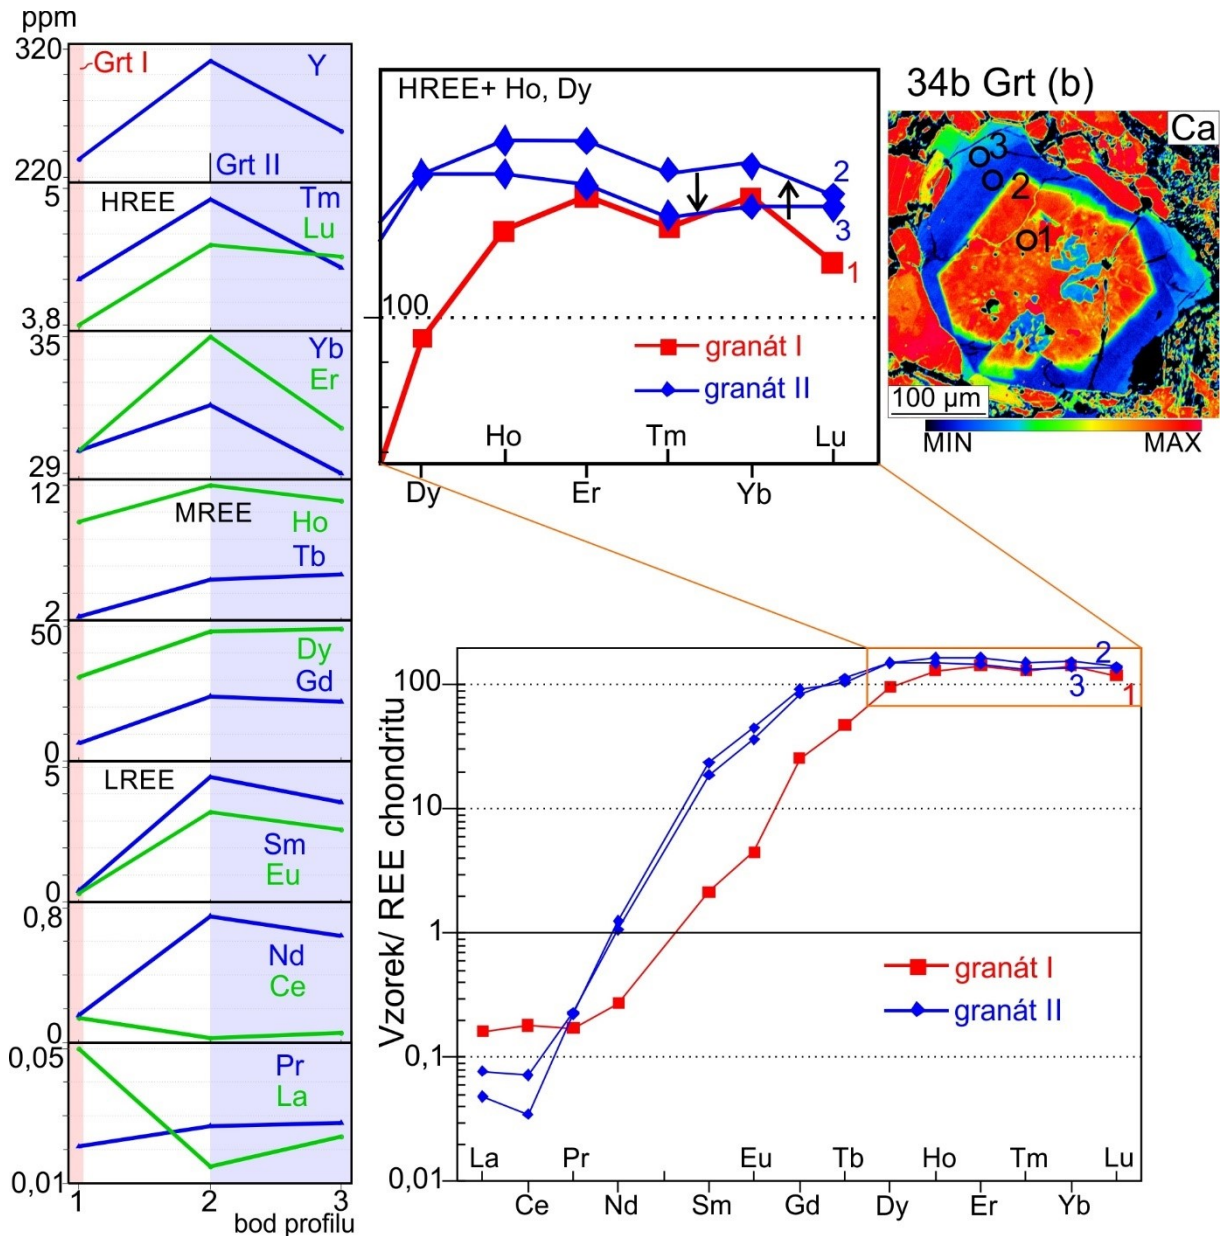 ppm
320
Grt I
Y
220
Grt II
5
HREE
Tm
Lu
3,8
35
Yb
Er
29
12
MREE
Ho
Tb
2
50
Dy
Gd
0
5
LREE
Sm
Eu
0
0,8
Nd
Ce
0
0,05
Pr
La
0,01
1 2 3
bod profilu
HREE+ Ho, Dy
2
3
1
100
granát I
granát II
Ho Tm Lu
Dy Er Yb
34b Grt (b)
Ca
3
2
1
100 µm
MIN MAX
Vzorek/ REE chondritu
100
10
1
0,1
0,01
2
3
1
granát I
granát II
La Pr Eu Tb Ho Tm Lu
Ce Nd Sm Gd Dy Er Yb